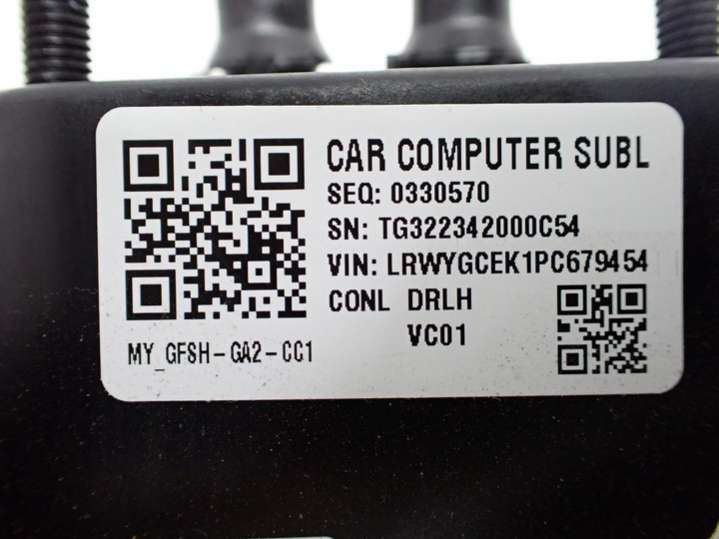 CAR COMPUTER SUBL
SEQ: 0330570
SN: TG322342000C54
VIN: LRWYGCEK1PC679454
CONL DRLH
VC01
MY_GFSH-GA2-CC1